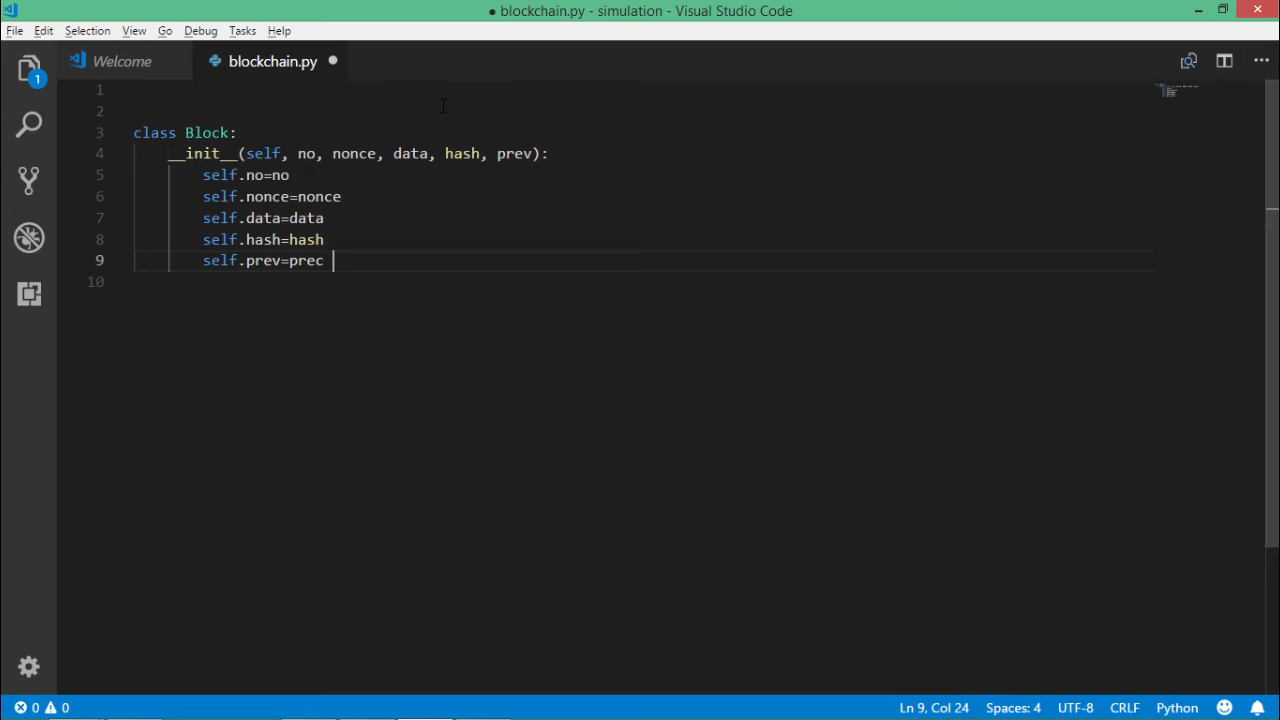 ● blockchain.py - simulation - Visual Studio Code
File Edit Selection View Go Debug Tasks Help
1
Welcome
blockchain.py ●
1
2
3 class Block:
4 __init__(self, no, nonce, data, hash, prev):
5 self.no=no
6 self.nonce=nonce
7 self.data=data
8 self.hash=hash
9 self.prev=prec
10
0 0 Ln 9, Col 24 Spaces: 4 UTF-8 CRLF Python